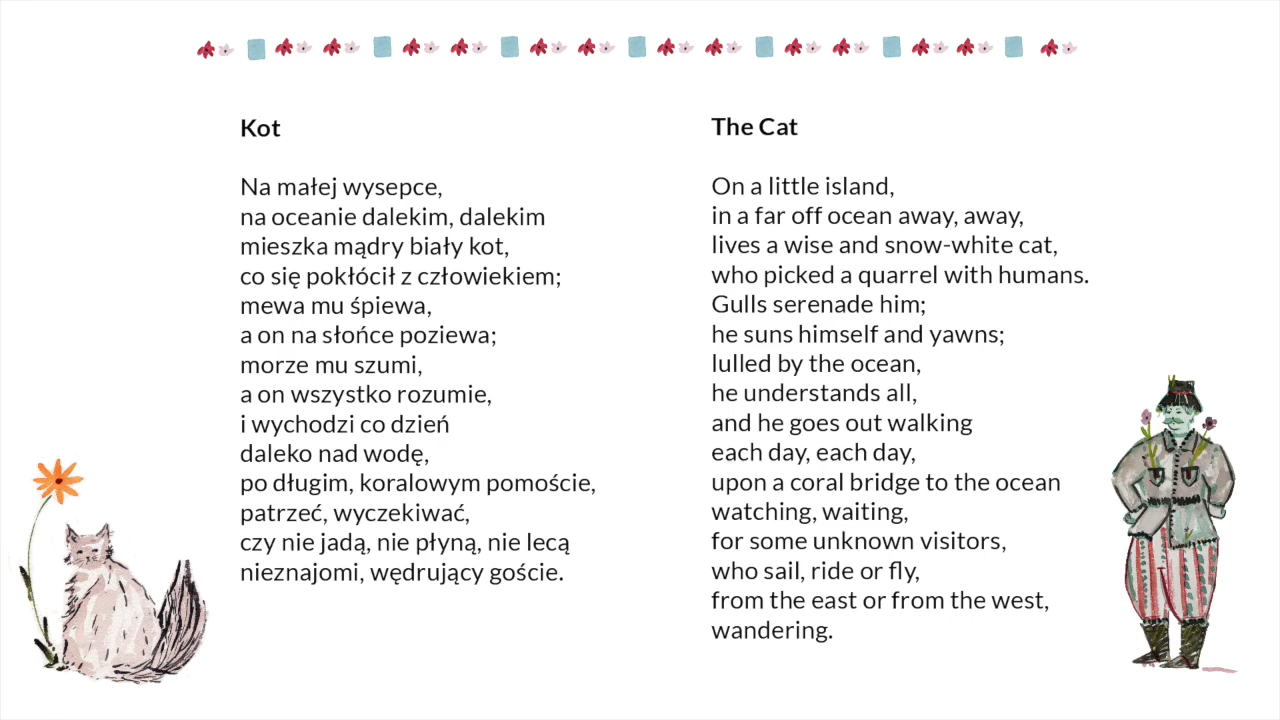 Kot
Na małej wysepce,
na oceanie dalekim, dalekim
mieszka mądry biały kot,
co się pokłócił z człowiekiem;
mewa mu śpiewa,
a on na słońce poziewa;
morze mu szumi,
a on wszystko rozumie,
i wychodzi co dzień
daleko nad wodę,
po długim, koralowym pomoście,
patrzeć, wyczekiwać,
czy nie jadą, nie płyną, nie lecą
nieznajomi, wędrujący goście.
The Cat
On a little island,
in a far off ocean away, away,
lives a wise and snow-white cat,
who picked a quarrel with humans.
Gulls serenade him;
he suns himself and yawns;
lulled by the ocean,
he understands all,
and he goes out walking
each day, each day,
upon a coral bridge to the ocean
watching, waiting,
for some unknown visitors,
who sail, ride or fly,
from the east or from the west,
wandering.